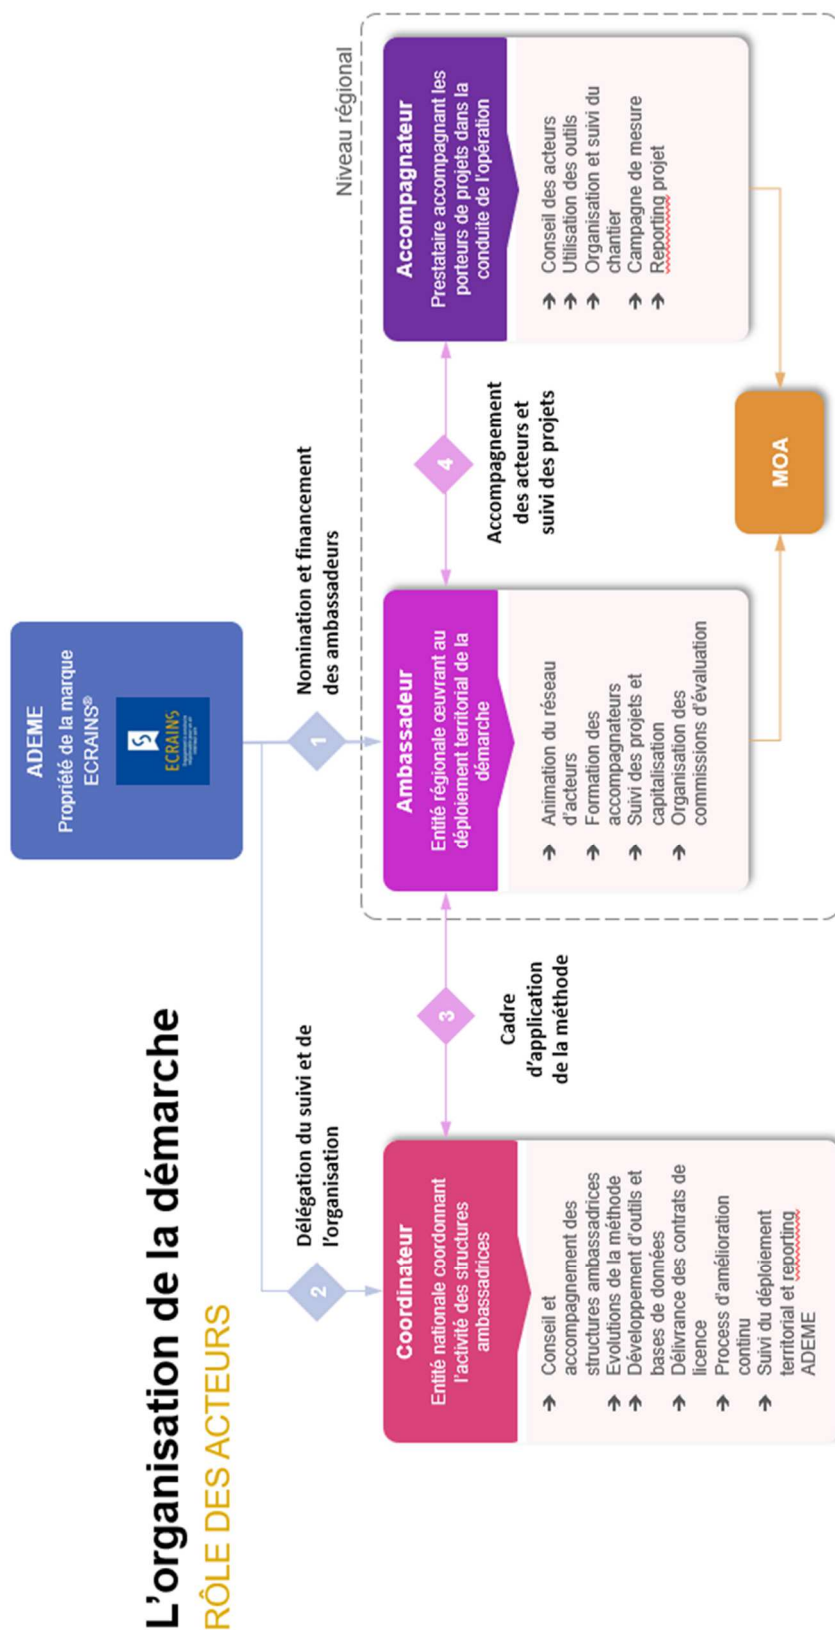 L'organisation de la démarche
RÔLE DES ACTEURS
ADEME
Propriété de la marque
ECRAINS®
ECRAINS
Délégation du suivi et de
l'organisation
2
Nomination et financement
des ambassadeurs
1
Niveau régional
Coordinateur
Entité nationale coordonnant
l'activité des structures
ambassadrices
➔ Conseil et
accompagnement des
structures ambassadrices
➔ Evolutions de la méthode
➔ Développement d'outils et
bases de données
➔ Délivrance des contrats de
licence
➔ Process d'amélioration
continu
➔ Suivi du déploiement
territorial et reporting
ADEME
3
Cadre
d'application
de la méthode
Ambassadeur
Entité régionale œuvrant au
déploiement territorial de la
démarche
➔ Animation du réseau
d'acteurs
➔ Formation des
accompagnateurs
➔ Suivi des projets et
capitalisation
➔ Organisation des
commissions d'évaluation
4
Accompagnement
des acteurs et
suivi des projets
Accompagnateur
Prestataire accompagnant les
porteurs de projets dans la
conduite de l'opération
➔ Conseil des acteurs
➔ Utilisation des outils
➔ Organisation et suivi du
chantier
➔ Campagne de mesure
➔ Reporting projet
MOA